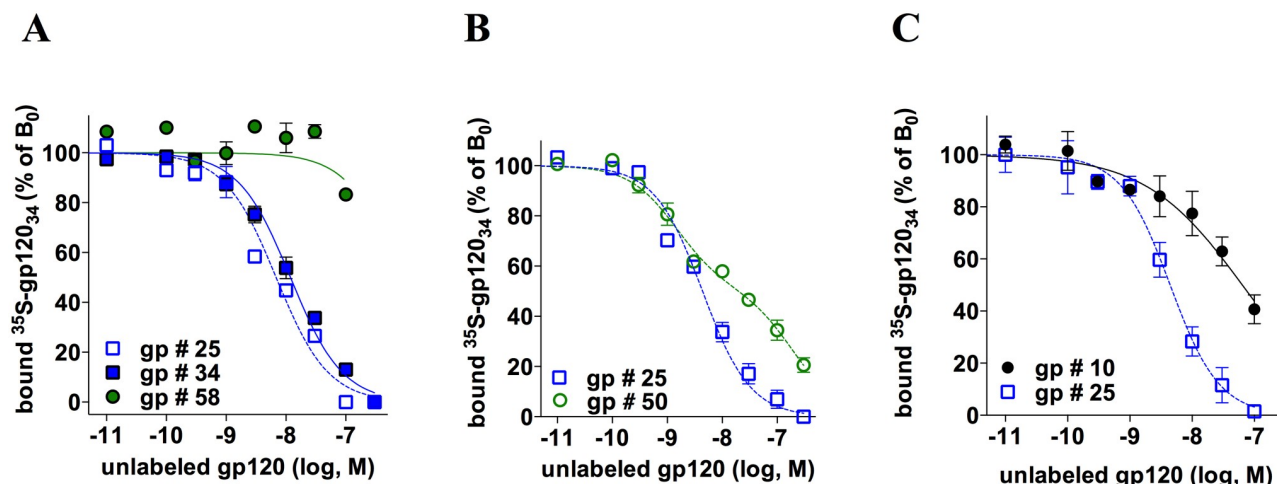 A
bound ³⁵S-gp120₃₄ (% of B₀)
100
80
60
40
20
0
gp # 25
gp # 34
gp # 58
-11 -10 -9 -8 -7
unlabeled gp120 (log, M)
B
bound ³⁵S-gp120₃₄ (% of B₀)
100
80
60
40
20
0
gp # 25
gp # 50
-11 -10 -9 -8 -7
unlabeled gp120 (log, M)
C
bound ³⁵S-gp120₃₄ (% of B₀)
100
80
60
40
20
0
gp # 10
gp # 25
-11 -10 -9 -8 -7
unlabeled gp120 (log, M)